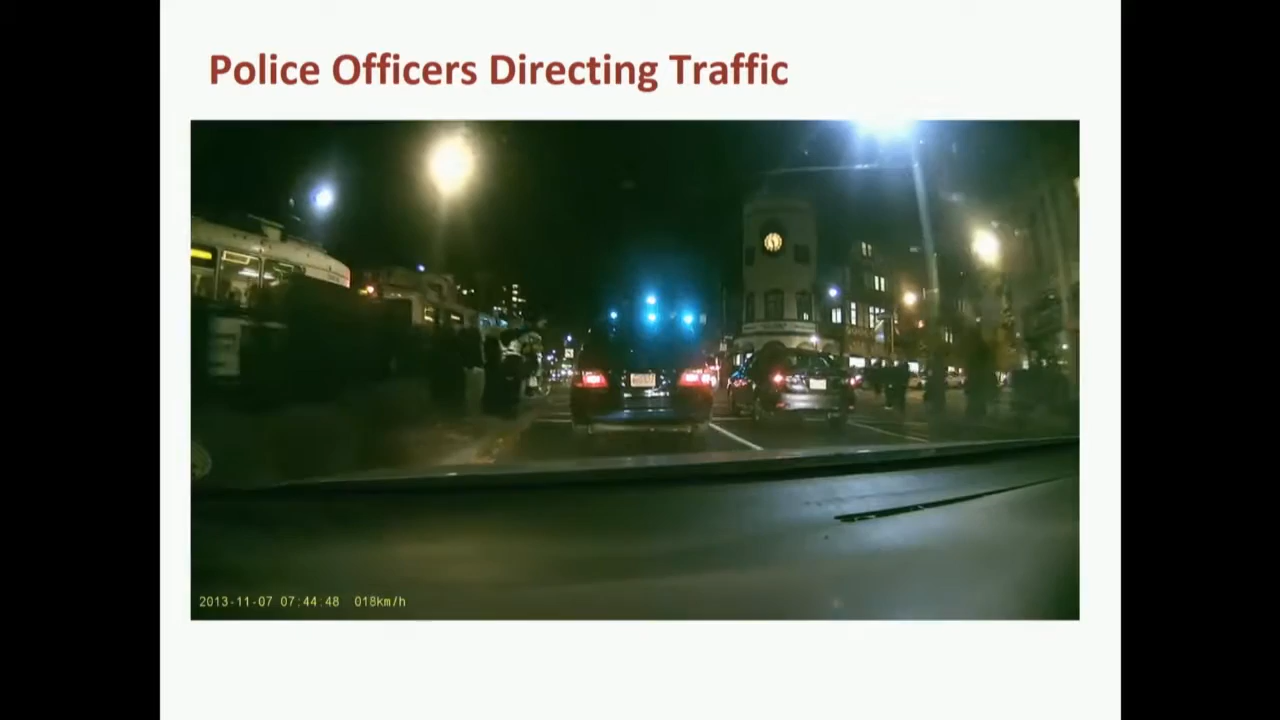 Police Officers Directing Traffic
2013-11-07 07:44:48 018km/h